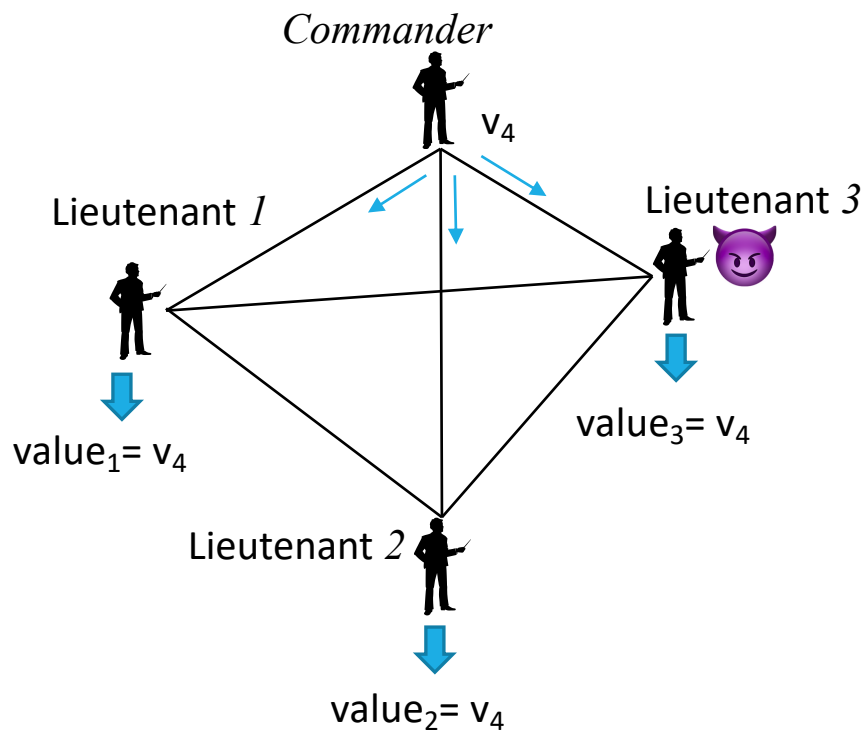 Commander
v₄
Lieutenant 1
Lieutenant 3
value₁= v₄
value₃= v₄
Lieutenant 2
value₂= v₄